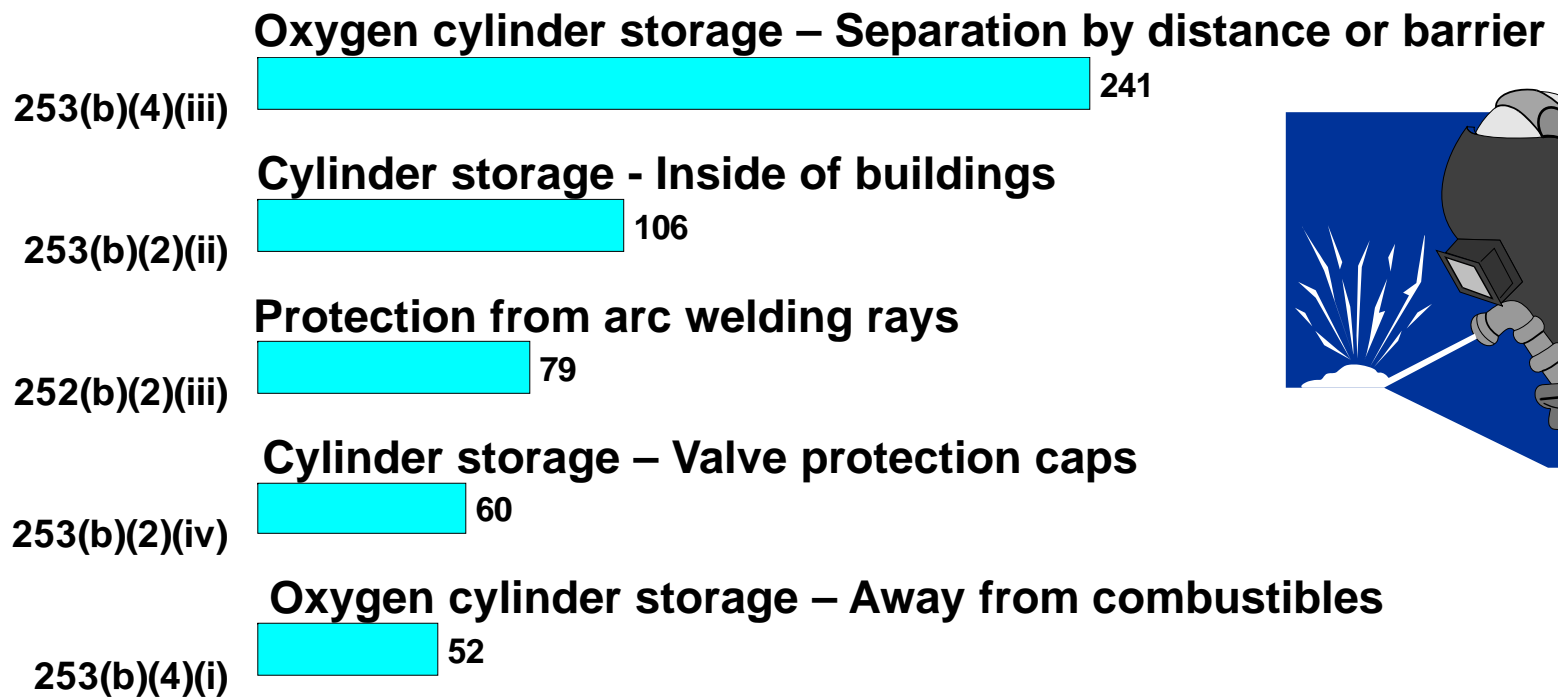 Oxygen cylinder storage – Separation by distance or barrier
253(b)(4)(iii)
241
Cylinder storage - Inside of buildings
253(b)(2)(ii)
106
Protection from arc welding rays
252(b)(2)(iii)
79
Cylinder storage – Valve protection caps
253(b)(2)(iv)
60
Oxygen cylinder storage – Away from combustibles
253(b)(4)(i)
52